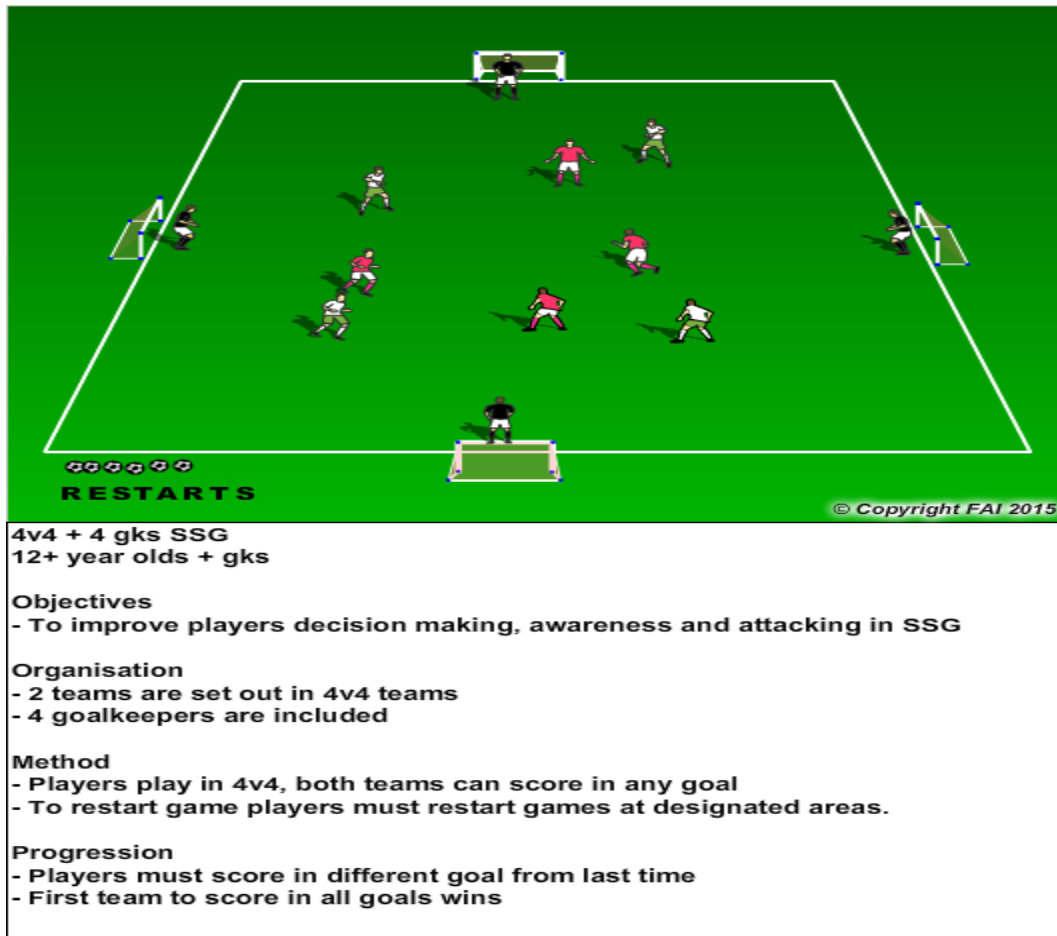 RESTARTS
© Copyright FAI 2015
4v4 + 4 gks SSG
12+ year olds + gks
Objectives
- To improve players decision making, awareness and attacking in SSG
Organisation
- 2 teams are set out in 4v4 teams
- 4 goalkeepers are included
Method
- Players play in 4v4, both teams can score in any goal
- To restart game players must restart games at designated areas.
Progression
- Players must score in different goal from last time
- First team to score in all goals wins